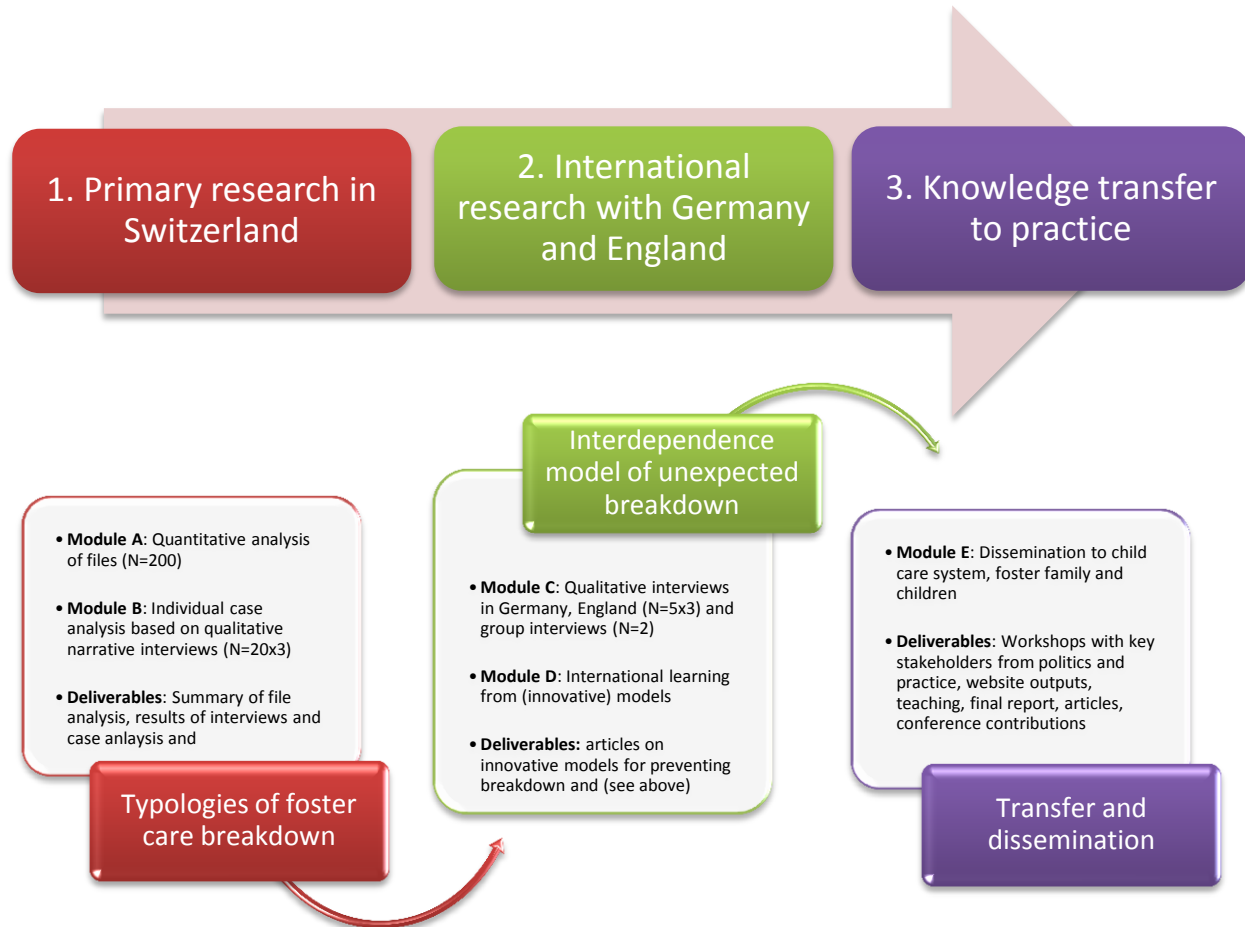 1. Primary research in
Switzerland
2. International
research with Germany
and England
3. Knowledge transfer
to practice
• Module A: Quantitative analysis
of files (N=200)
• Module B: Individual case
analysis based on qualitative
narrative interviews (N=20x3)
• Deliverables: Summary of file
analysis, results of interviews and
case anlaysis and
Typologies of foster
care breakdown
Interdependence
model of unexpected
breakdown
• Module C: Qualitative interviews
in Germany, England (N=5x3) and
group interviews (N=2)
• Module D: International learning
from (innovative) models
• Deliverables: articles on
innovative models for preventing
breakdown and (see above)
• Module E: Dissemination to child
care system, foster family and
children
• Deliverables: Workshops with key
stakeholders from politics and
practice, website outputs,
teaching, final report, articles,
conference contributions
Transfer and
dissemination